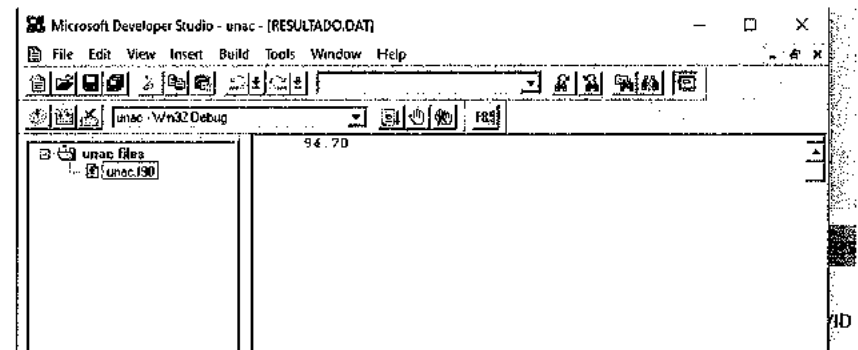 Microsoft Developer Studio - unac - [RESULTADO.DAT]
File Edit View Insert Build Tools Window Help
unac - Win32 Debug
unac files
unac.f90
94.70
VID